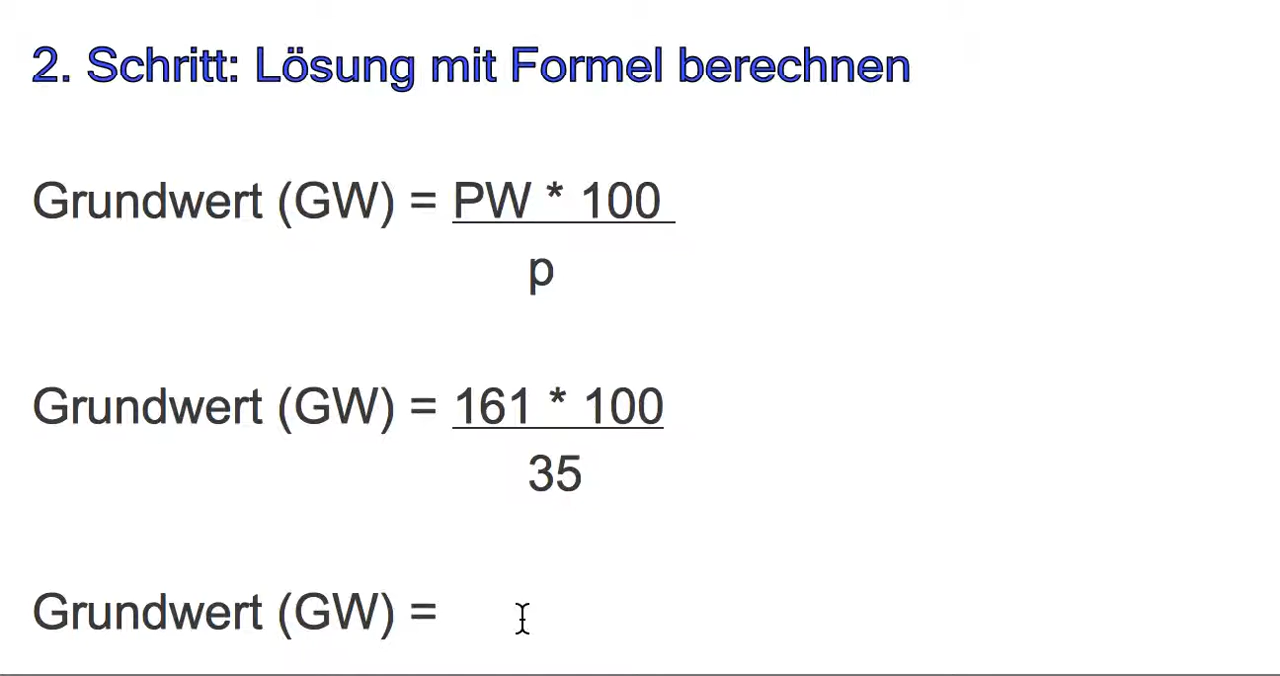 2. Schritt: Lösung mit Formel berechnen
Grundwert (GW) = PW * 100
p
Grundwert (GW) = 161 * 100
35
Grundwert (GW) =